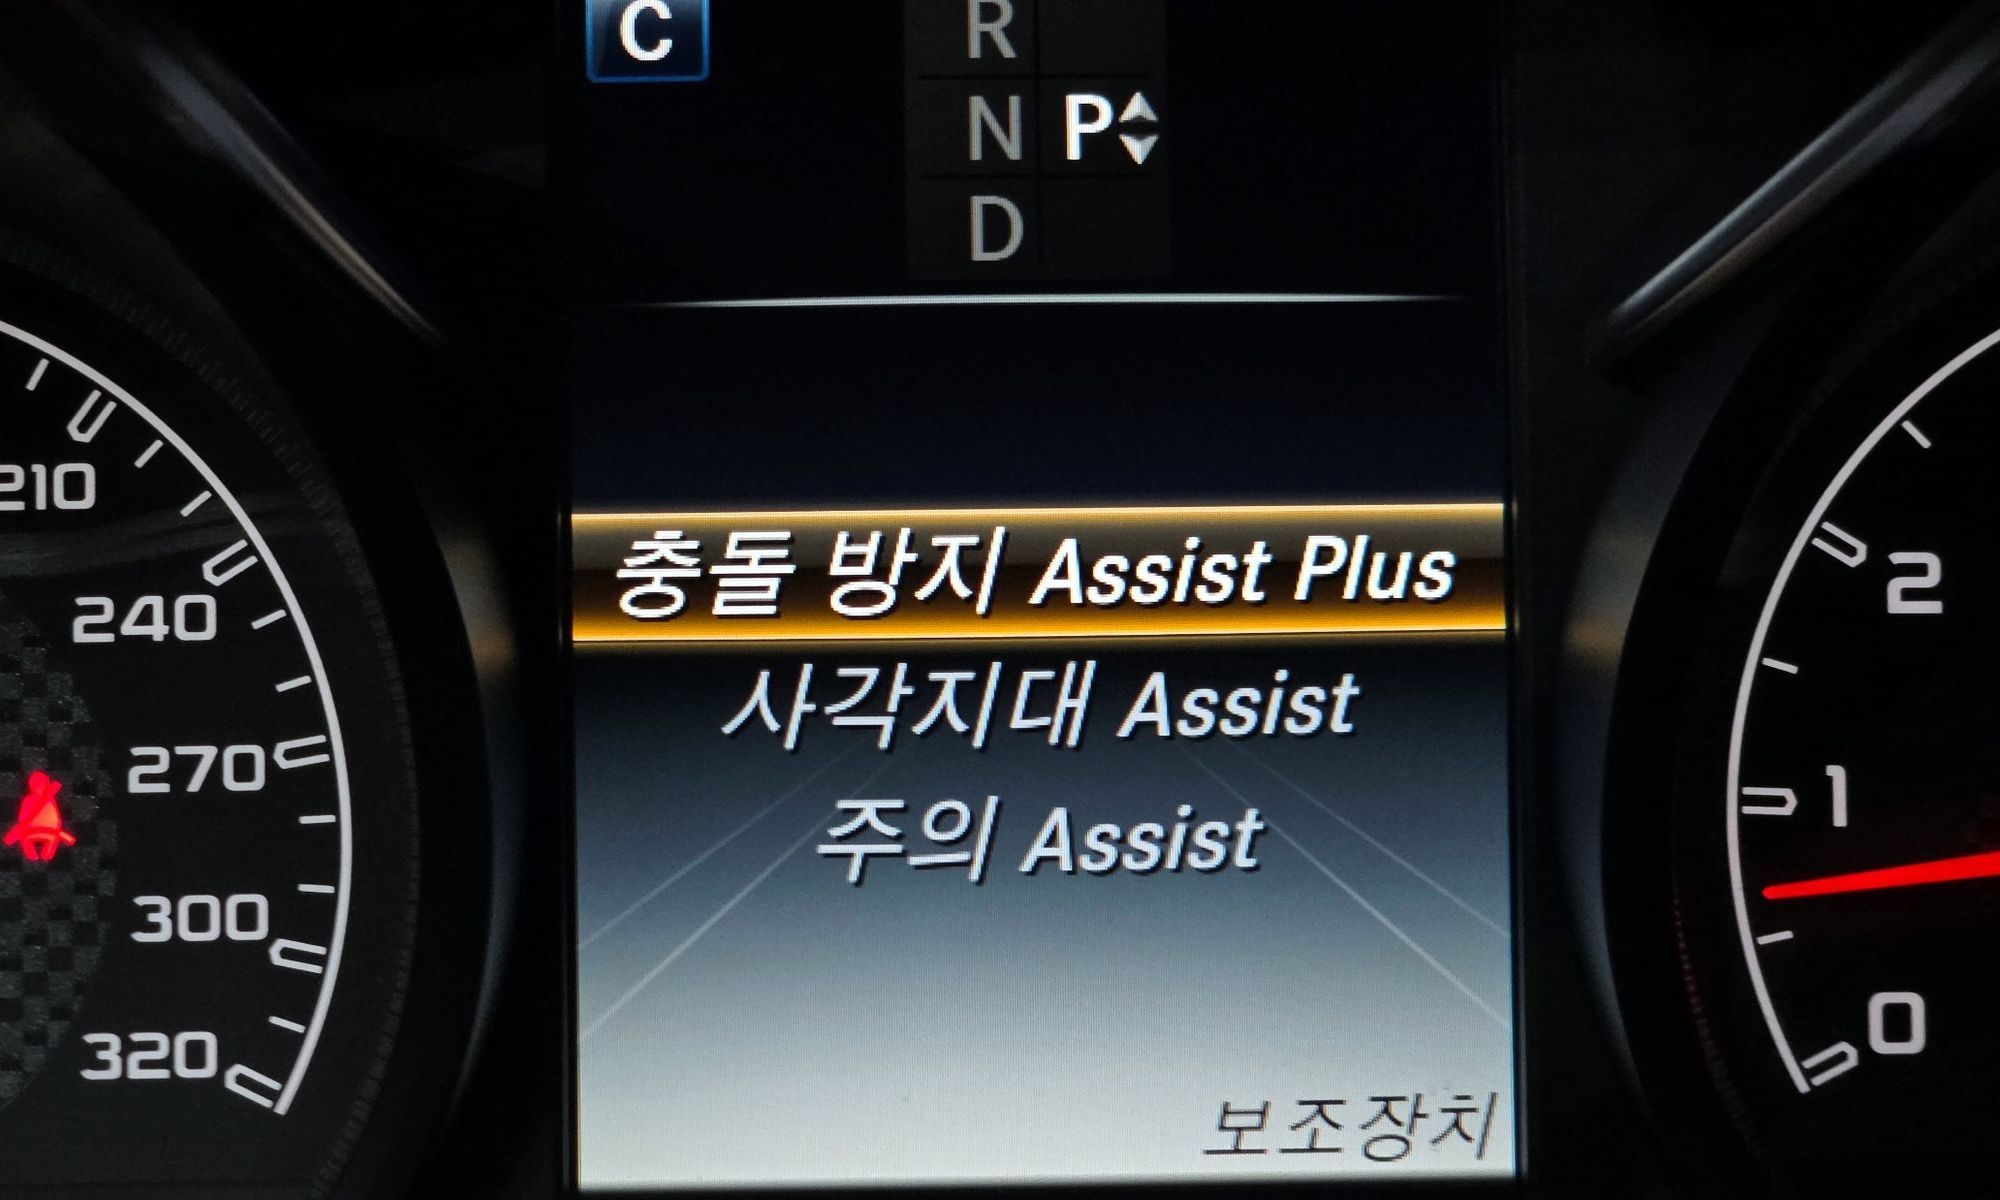 C
R
N P
D
210
240
270
300
320
충돌 방지 Assist Plus
사각지대 Assist
주의 Assist
보조장치
2
1
0